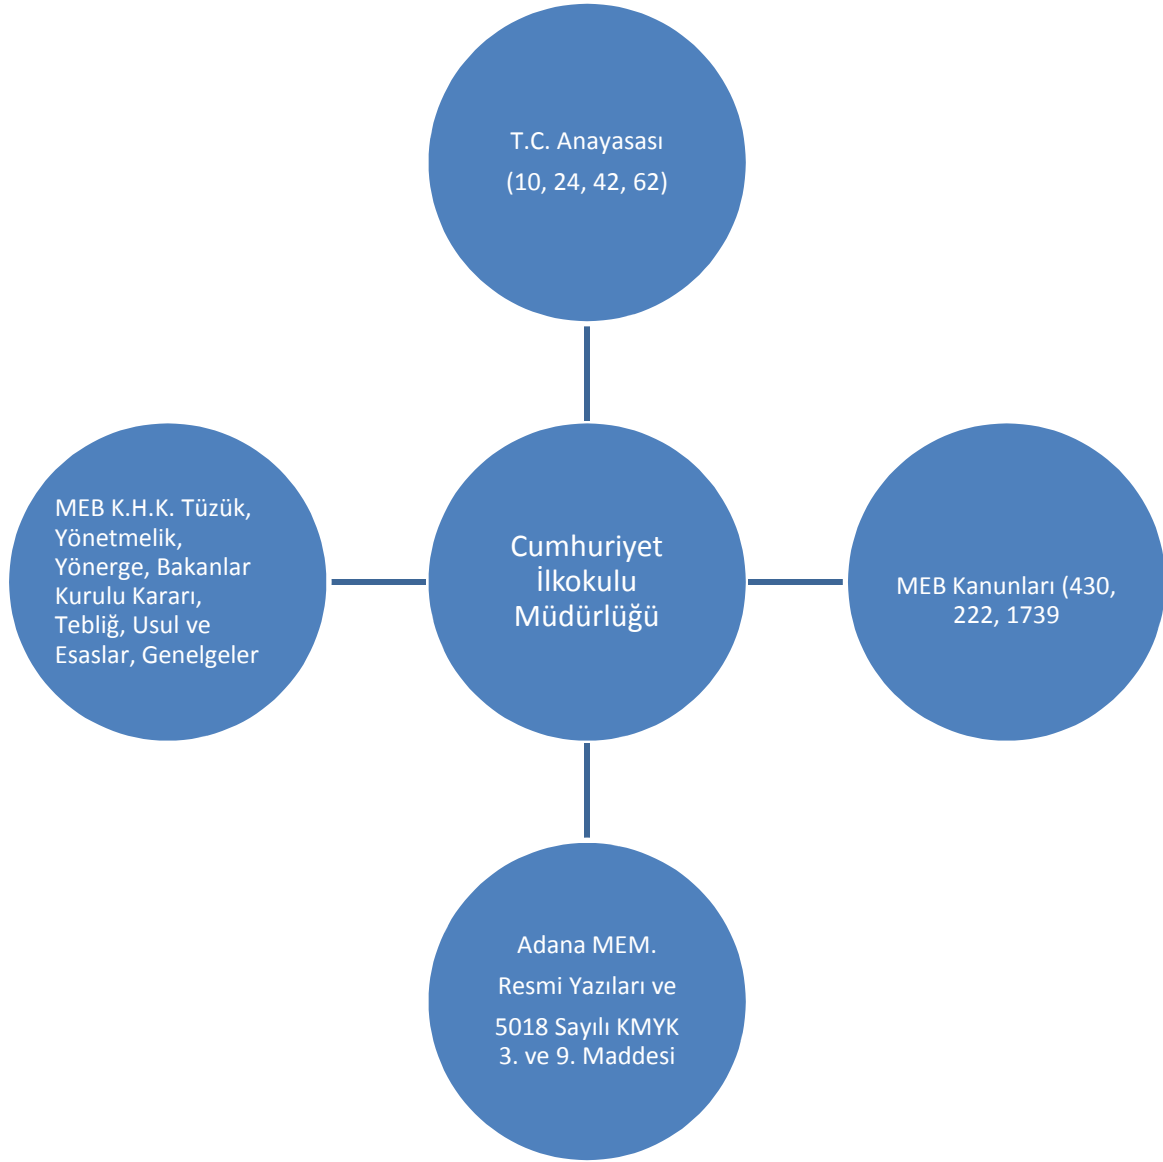 T.C. Anayasası
(10, 24, 42, 62)
MEB K.H.K. Tüzük,
Yönetmelik,
Yönerge, Bakanlar
Kurulu Kararı,
Tebliğ, Usul ve
Esaslar, Genelgeler
Cumhuriyet
İlkokulu
Müdürlüğü
MEB Kanunları (430,
222, 1739
Adana MEM.
Resmi Yazıları ve
5018 Sayılı KMYK
3. ve 9. Maddesi